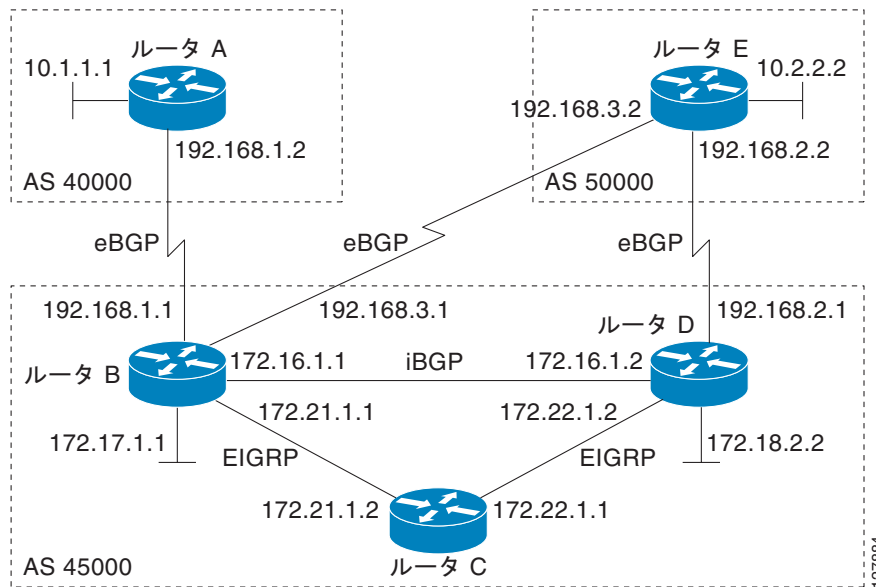 ルータ A
ルータ E
10.1.1.1
10.2.2.2
192.168.3.2
192.168.1.2
192.168.2.2
AS 40000
AS 50000
eBGP
eBGP
eBGP
192.168.1.1
192.168.3.1
192.168.2.1
ルータ D
ルータ B
172.16.1.1
iBGP
172.16.1.2
172.21.1.1
172.22.1.2
172.17.1.1
172.18.2.2
EIGRP
EIGRP
172.21.1.2
172.22.1.1
AS 45000
ルータ C